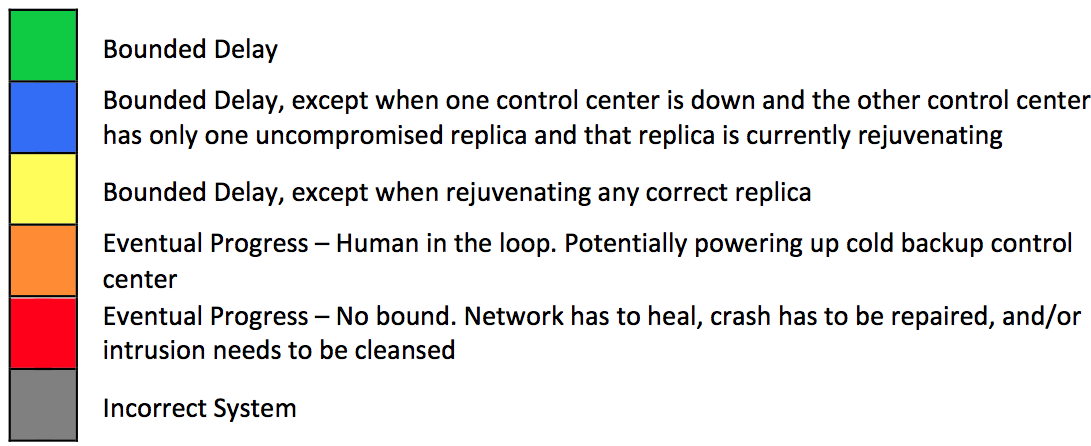 Bounded Delay
Bounded Delay, except when one control center is down and the other control center
has only one uncompromised replica and that replica is currently rejuvenating
Bounded Delay, except when rejuvenating any correct replica
Eventual Progress – Human in the loop. Potentially powering up cold backup control
center
Eventual Progress – No bound. Network has to heal, crash has to be repaired, and/or
intrusion needs to be cleansed
Incorrect System